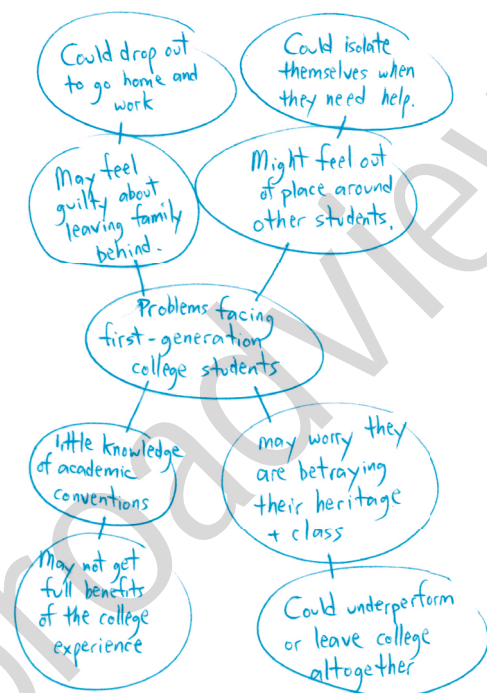 Could drop out
to go home and
work
Could isolate
themselves when
they need help.
May feel
guilty about
leaving family
behind.
Might feel out
of place around
other students.
Problems facing
first-generation
college students
little knowledge
of academic
conventions
may worry they
are betraying
their heritage
+ class
May not get
full benefits
of the college
experience
Could underperform
or leave college
altogether
broadview